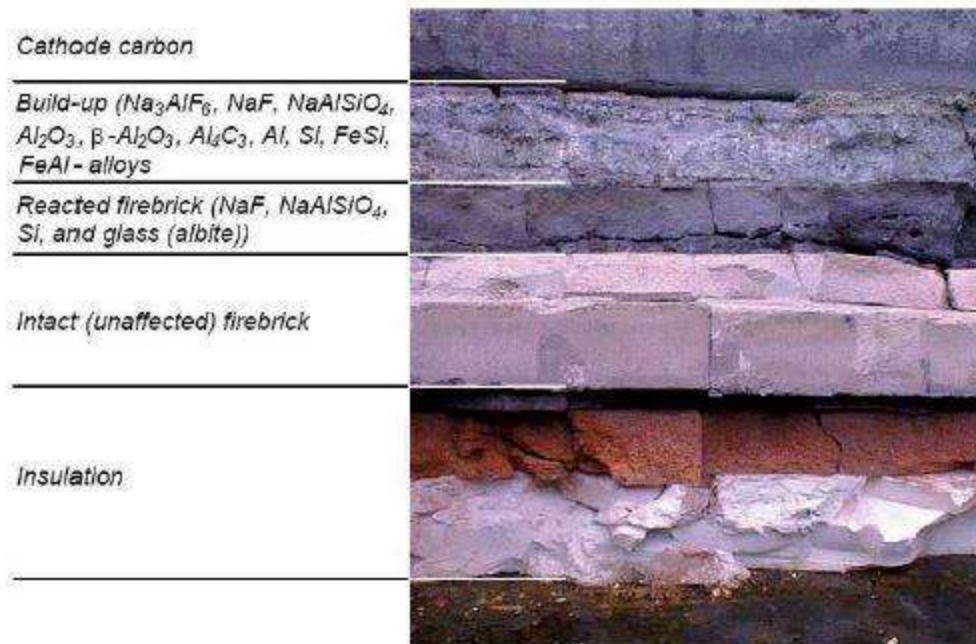 Cathode carbon
Build-up (Na₃AlF₆, NaF, NaAlSiO₄,
Al₂O₃, β-Al₂O₃, Al₄C₃, Al, Si, FeSi,
FeAl - alloys
Reacted firebrick (NaF, NaAlSiO₄,
Si, and glass (albite))
Intact (unaffected) firebrick
Insulation